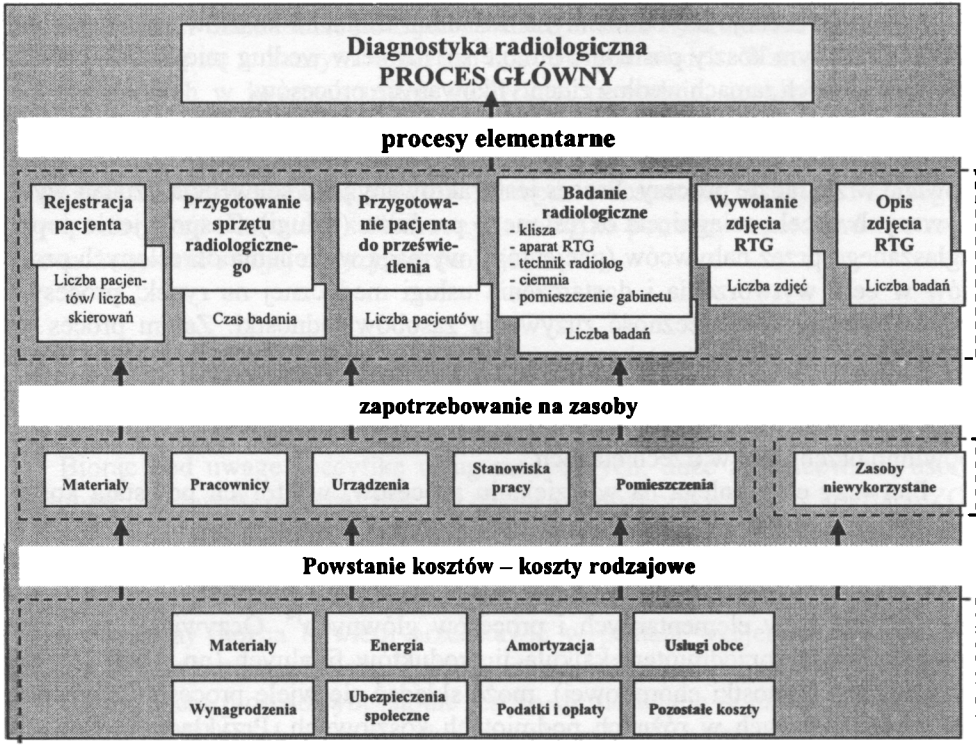 Diagnostyka radiologiczna
PROCES GŁÓWNY
procesy elementarne
Rejestracja
pacjenta
Liczba pacjen-
tów/ liczba
skierowań
Przygotowanie
sprzętu
radiologiczne-
go
Czas badania
Przygotowa-
nie pacjenta
do prześwie-
tlenia
Liczba pacjentów
Badanie
radiologiczne
- klisza
- aparat RTG
- technik radiolog
- ciemnia
- pomieszczenie gabinetu
Liczba badań
Wywołanie
zdjęcia
RTG
Liczba zdjęć
Opis
zdjęcia
RTG
Liczba badań
zapotrzebowanie na zasoby
Materiały
Pracownicy
Urządzenia
Stanowiska
pracy
Pomieszczenia
Zasoby
niewykorzystane
Powstanie kosztów – koszty rodzajowe
Materiały
Energia
Amortyzacja
Usługi obce
Wynagrodzenia
Ubezpieczenia
społeczne
Podatki i opłaty
Pozostałe koszty